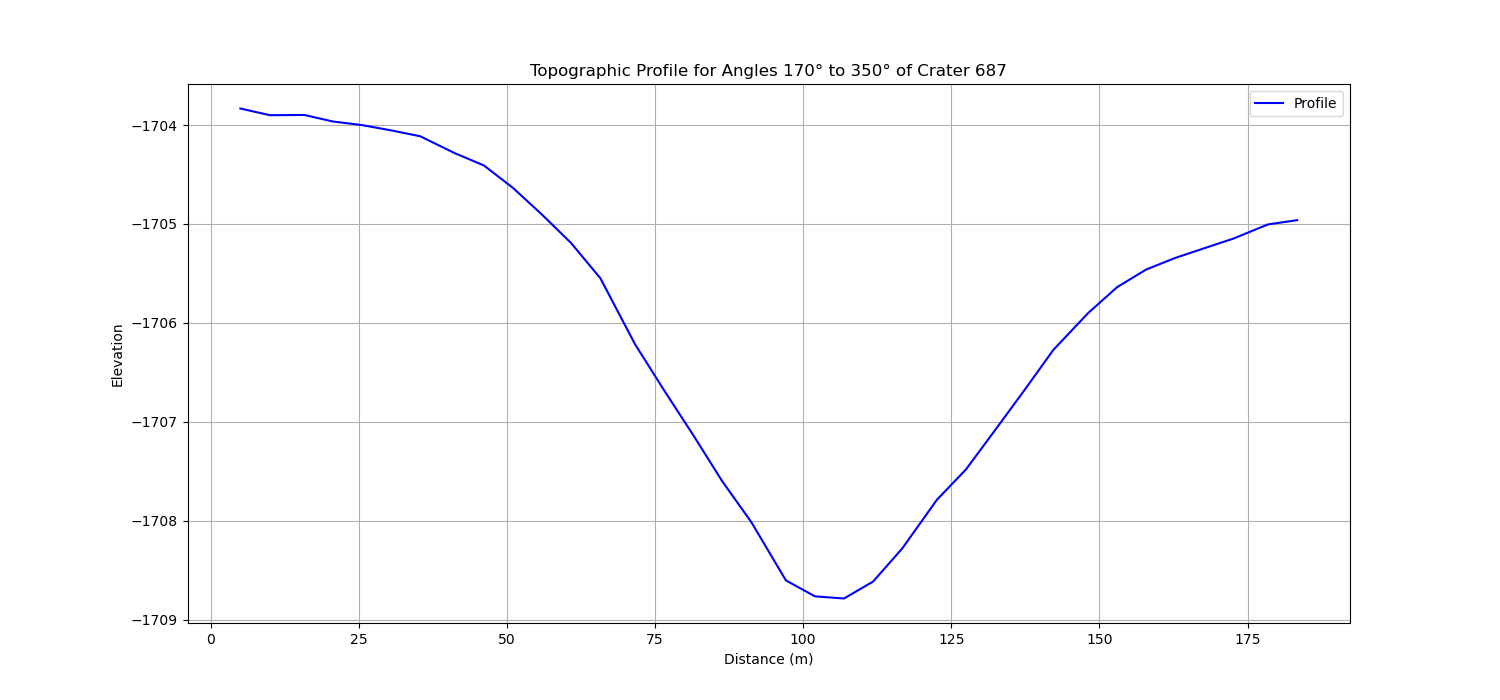 Topographic Profile for Angles 170° to 350° of Crater 687
Profile
−1704
−1705
−1706
−1707
−1708
−1709
Elevation
0 25 50 75 100 125 150 175
Distance (m)